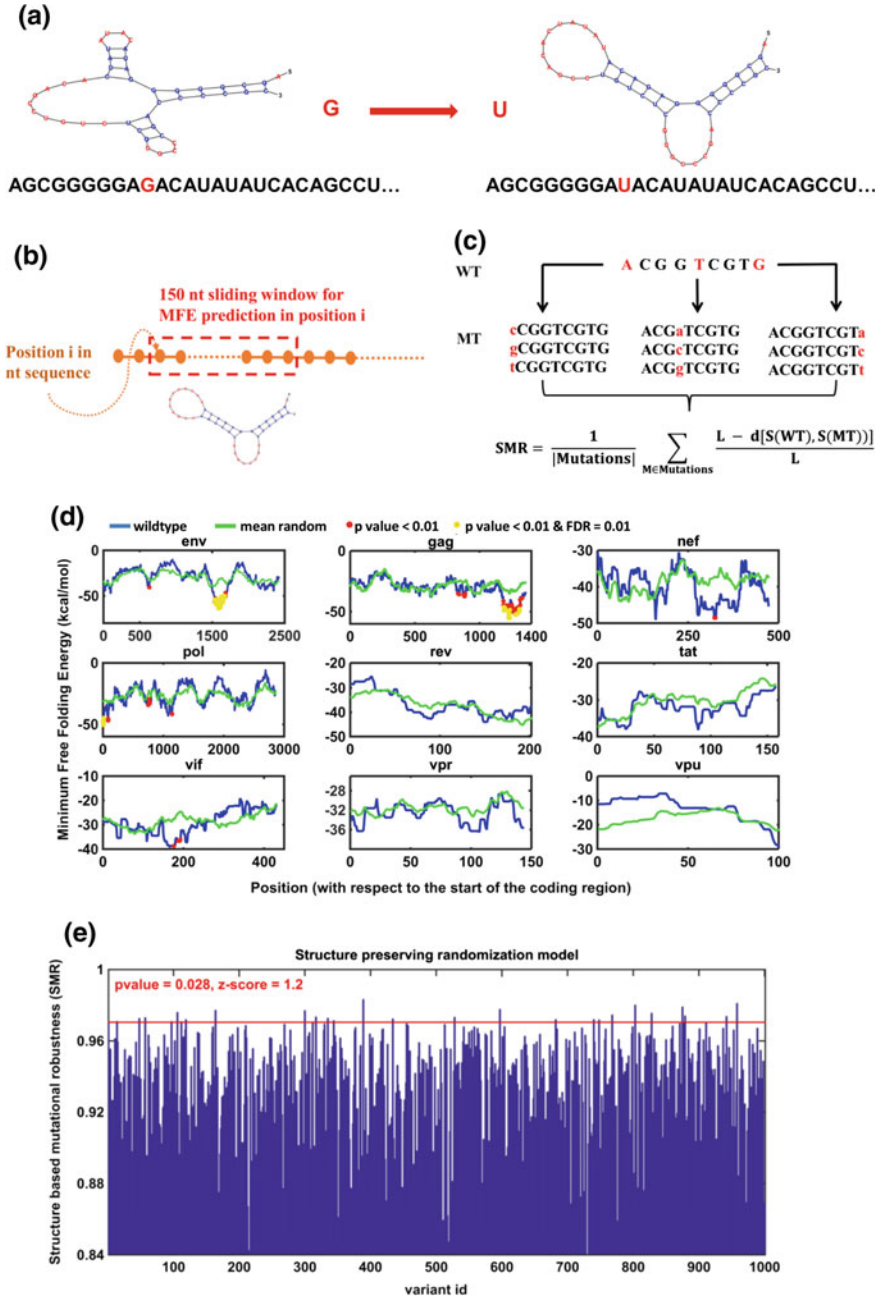 (a)
G
U
AGCGGGGGAGACAUAUAUCACAGCCU...
AGCGGGGGAUACAUAUAUCACAGCCU...
(b)
150 nt sliding window for
MFE prediction in position i
Position i in
nt sequence
(c)
WT
A C G G T C G T G
MT
cCGGTCGTG
ACGaTCGTG
ACGGTCGTa
gCGGTCGTG
ACGcTCGTG
ACGGTCGTc
tCGGTCGTG
ACGgTCGTG
ACGGTCGTt
SMR = 1 / |Mutations| ∑ M∈Mutations L − d[S(WT), S(MT))] / L
(d)
wildtype
mean random
p value < 0.01
p value < 0.01 & FDR = 0.01
Minimum Free Folding Energy (kcal/mol)
env
0
-50
-100
0 500 1000 1500 2000 2500
gag
0
-50
-100
0 400 800 1200 1400
nef
-30
-40
-50
0 250 500
pol
0
-50
-100
0 1000 2000 3000
rev
-20
-30
-40
-50
0 100 200
tat
-20
-30
-40
0 50 100 150
vif
-10
-20
-30
-40
0 200 400
vpr
-28
-32
-36
0 50 100 150
vpu
0
-10
-20
-30
0 50 100
Position (with respect to the start of the coding region)
(e)
Structure preserving randomization model
Structure based mutational robustness (SMR)
pvalue = 0.028, z-score = 1.2
1
0.96
0.92
0.88
0.84
100 200 300 400 500 600 700 800 900 1000
variant id